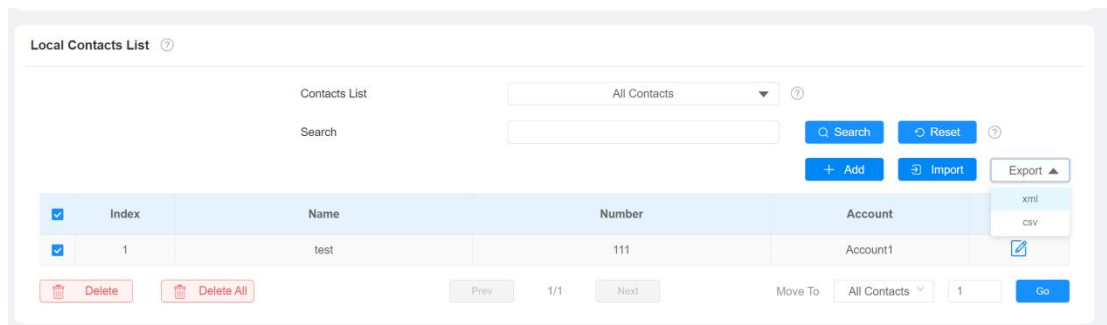 Local Contacts List ?
Contacts List All Contacts ?
Search Search Reset ?
+ Add Import Export
xml
csv
Index Name Number Account
1 test 111 Account1
Delete Delete All Prev 1/1 Next Move To All Contacts 1 Go